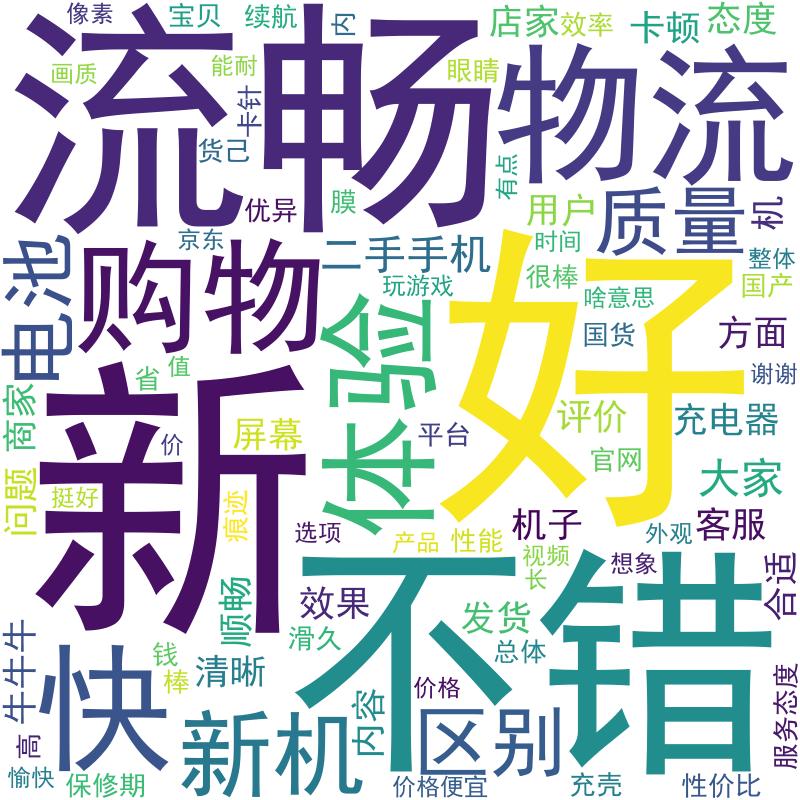 像素
宝贝
续航
内
店家
效率
卡顿
态度
流畅
物流
画质
能耐
卡针
眼睛
货己
有点
优异
膜
用户
质量
机
京东
二手手机
时间
整体
电池
购物
玩游戏
很棒
啥意思
国产
体验
好
国货
方面
谢谢
省
值
新
商家
价
屏幕
平台
评价
充电器
官网
大家
问题
挺好
痕迹
选项
产品
性能
机子
客服
外观
视频
想象
长
不错
合适
顺畅
效果
发货
滑久
总体
牛牛牛
快
钱
棒
清晰
价格
内容
区别
新机
高
服务态度
愉快
保修期
价格便宜
充壳
性价比